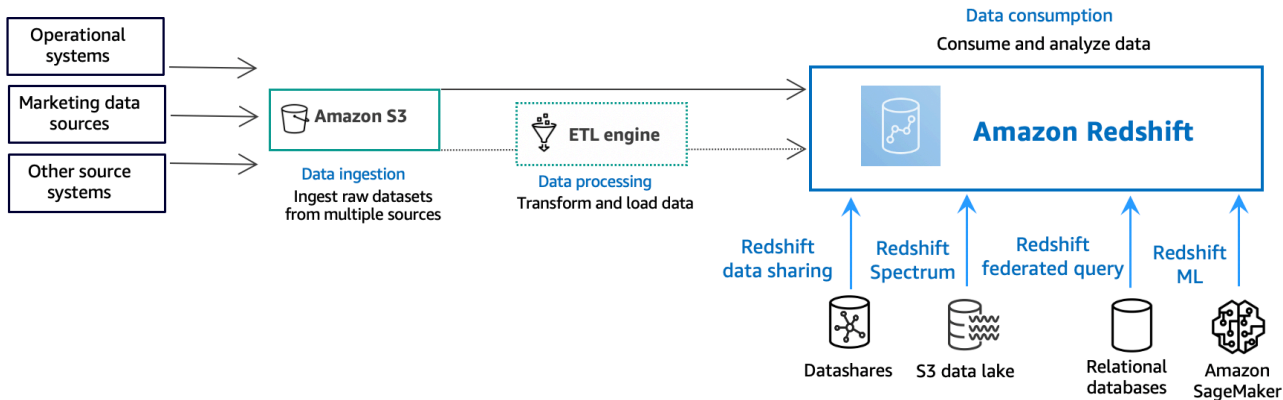 Operational
systems
Marketing data
sources
Other source
systems
Amazon S3
Data ingestion
Ingest raw datasets
from multiple sources
ETL engine
Data processing
Transform and load data
Data consumption
Consume and analyze data
Amazon Redshift
Redshift
data sharing
Redshift
Spectrum
Redshift
federated query
Redshift
ML
Datashares
S3 data lake
Relational
databases
Amazon
SageMaker